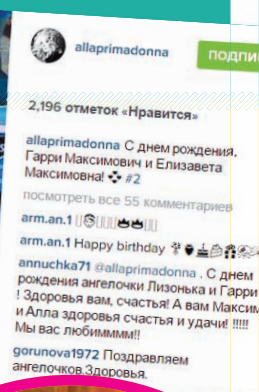 allaprimadonna
ПОДПИ
2,196 отметок «Нравится»
allaprimadonna С днем рождения,
Гарри Максимович и Елизавета
Максимовна! #2
посмотреть все 55 комментариев
arm.an.1
arm.an.1 Happy birthday
annuchka71 @allaprimadonna . С днем
рождения ангелочки Лизонька и Гарри
! Здоровья вам, счастья! А вам Максим
и Алла здоровья счастья и удачи! !!!!!
Мы вас любимммм!!
gorunova1972 Поздравляем
ангелочков.Здоровья.